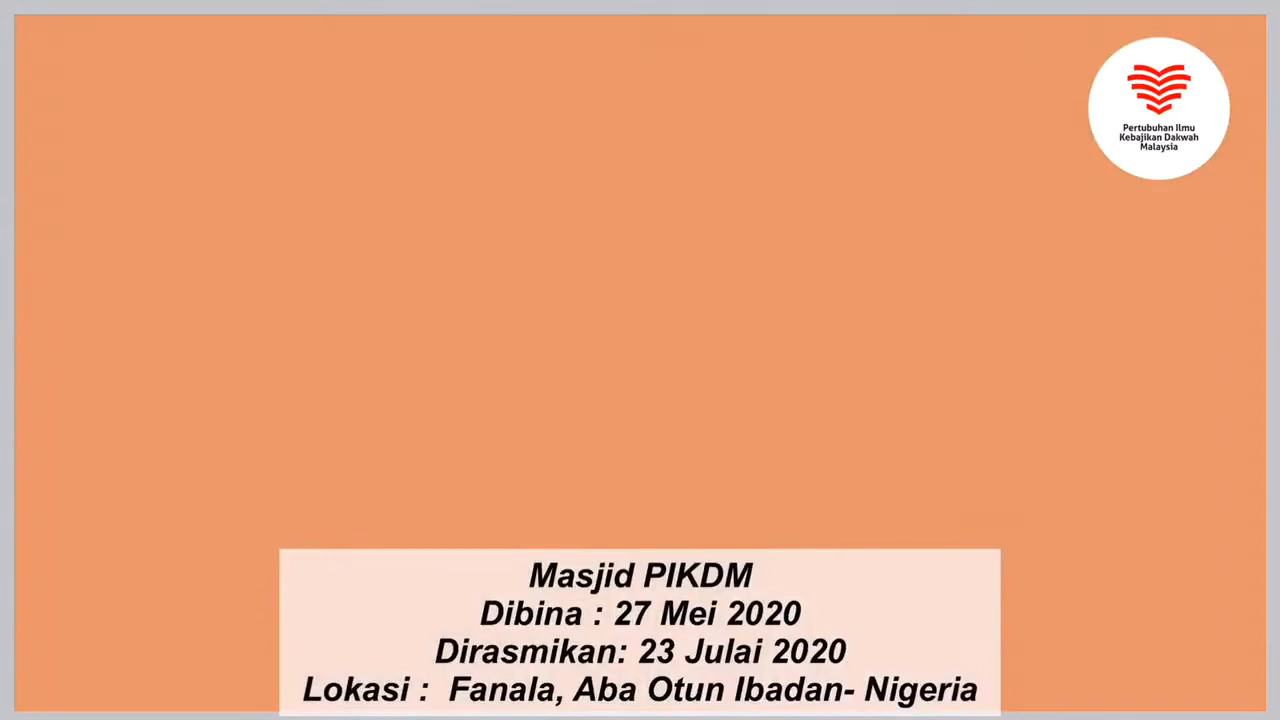 Pertubuhan Ilmu
Kebajikan Dakwah
Malaysia
Masjid PIKDM
Dibina : 27 Mei 2020
Dirasmikan: 23 Julai 2020
Lokasi :  Fanala, Aba Otun Ibadan- Nigeria